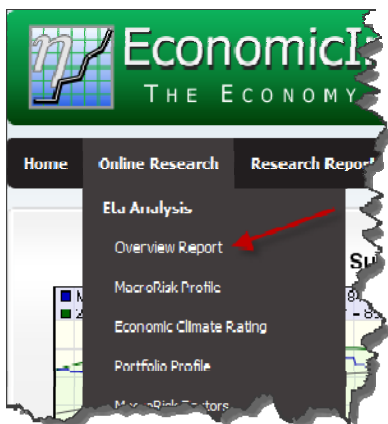 EconomicI
THE ECONOMY
Home Online Research Research Report
Eta Analysis
Overview Report
MacroRisk Profile
Su
Economic Climate Rating
Portfolio Profile